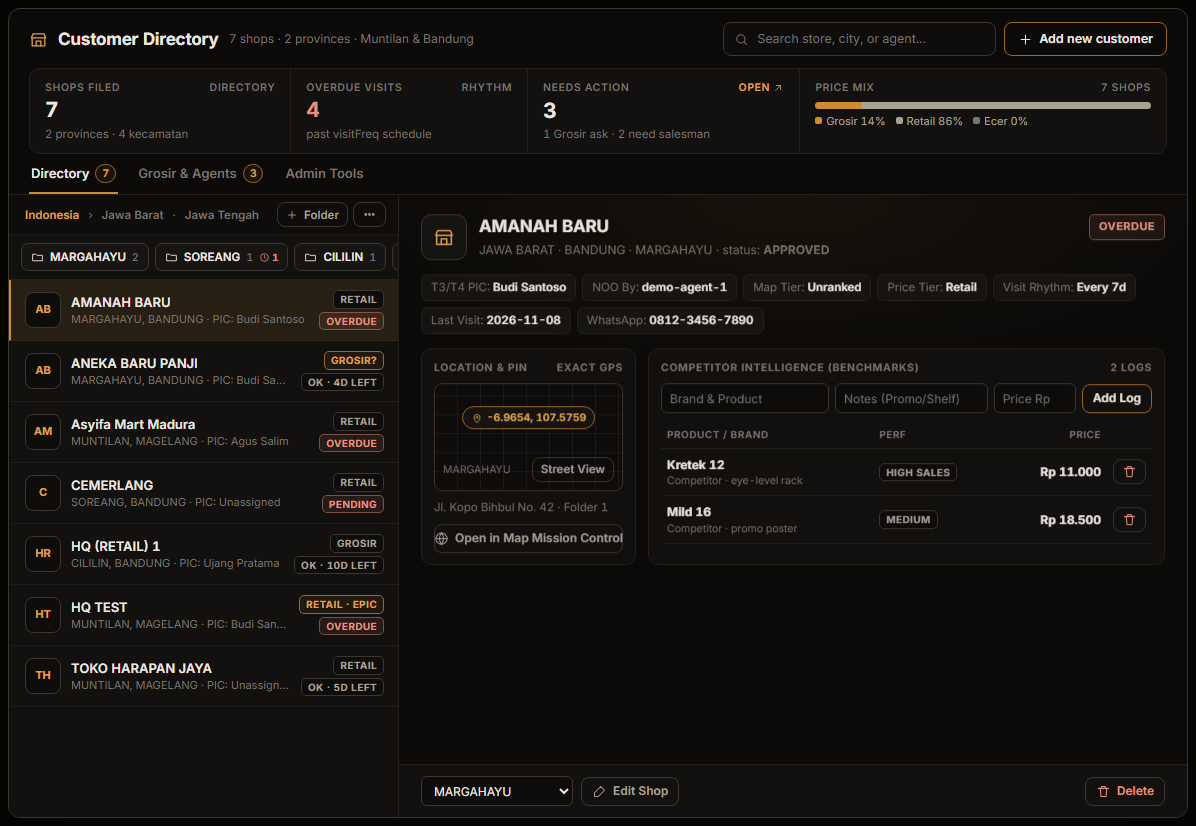 Customer Directory 7 shops · 2 provinces · Muntilan & Bandung
Search store, city, or agent...
+ Add new customer
SHOPS FILED DIRECTORY
7
2 provinces · 4 kecamatan
OVERDUE VISITS RHYTHM
4
past visitFreq schedule
NEEDS ACTION OPEN ↗
3
1 Grosir ask · 2 need salesman
PRICE MIX 7 SHOPS
Grosir 14% Retail 86% Ecer 0%
Directory 7 Grosir & Agents 3 Admin Tools
Indonesia › Jawa Barat · Jawa Tengah + Folder ···
MARGAHAYU 2 SOREANG 1 1 CILILIN 1
AB AMANAH BARU RETAIL
MARGAHAYU, BANDUNG · PIC: Budi Santoso OVERDUE
AB ANEKA BARU PANJI GROSIR?
MARGAHAYU, BANDUNG · PIC: Budi Sa... OK · 4D LEFT
AM Asyifa Mart Madura RETAIL
MUNTILAN, MAGELANG · PIC: Agus Salim OVERDUE
C CEMERLANG RETAIL
SOREANG, BANDUNG · PIC: Unassigned PENDING
HR HQ (RETAIL) 1 GROSIR
CILILIN, BANDUNG · PIC: Ujang Pratama OK · 10D LEFT
HT HQ TEST RETAIL · EPIC
MUNTILAN, MAGELANG · PIC: Budi San... OVERDUE
TH TOKO HARAPAN JAYA RETAIL
MUNTILAN, MAGELANG · PIC: Unassign... OK · 5D LEFT
AMANAH BARU
JAWA BARAT · BANDUNG · MARGAHAYU · status: APPROVED
OVERDUE
T3/T4 PIC: Budi Santoso NOO By: demo-agent-1 Map Tier: Unranked Price Tier: Retail Visit Rhythm: Every 7d
Last Visit: 2026-11-08 WhatsApp: 0812-3456-7890
LOCATION & PIN EXACT GPS
-6.9654, 107.5759
MARGAHAYU Street View
Jl. Kopo Bihbul No. 42 · Folder 1
Open in Map Mission Control
COMPETITOR INTELLIGENCE (BENCHMARKS) 2 LOGS
Brand & Product Notes (Promo/Shelf) Price Rp Add Log
PRODUCT / BRAND PERF PRICE
Kretek 12 HIGH SALES Rp 11.000
Competitor · eye-level rack
Mild 16 MEDIUM Rp 18.500
Competitor · promo poster
MARGAHAYU Edit Shop Delete